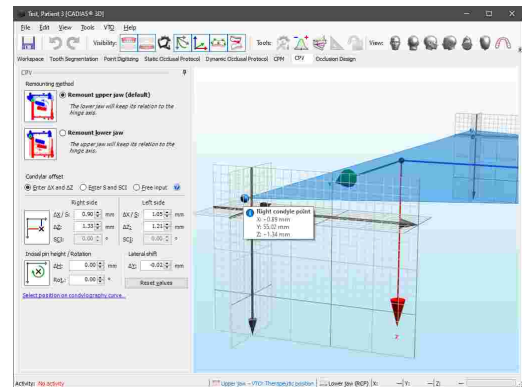 Test, Patient 3 [CADIAS® 3D]
File Edit View Tools VTO Help
Visibility: Tools: View:
Workspace Tooth Segmentation Point Digitizing Static Occlusal Protocol Dynamic Occlusal Protocol CPM CPV Occlusion Design
CPV
Remounting method
Remount upper jaw (default)
The lower jaw will keep its relation to the
hinge axis.
Remount lower jaw
The upper jaw will keep its relation to the
hinge axis.
Condylar offset
Enter ΔX and ΔZ Enter S and SCI Free input
Right side Left side
ΔX / S: 0.90 mm ΔX / S: 1.05 mm
ΔZ: 1.33 mm ΔZ: 1.21 mm
SCI: 0.00 ° SCI: 0.00 °
Incisal pin height / Rotation Lateral shift
ΔH: 0.00 mm ΔY: -0.02 mm
Rot.: 0.00 ° Reset values
Select position on condylography curve...
Right condyle point
X: -0.89 mm
Y: 55.02 mm
Z: -1.34 mm
Z
Activity: No activity
Upper jaw - VTO: Therapeutic position Lower jaw (RCP) X: — Y: — Z: —